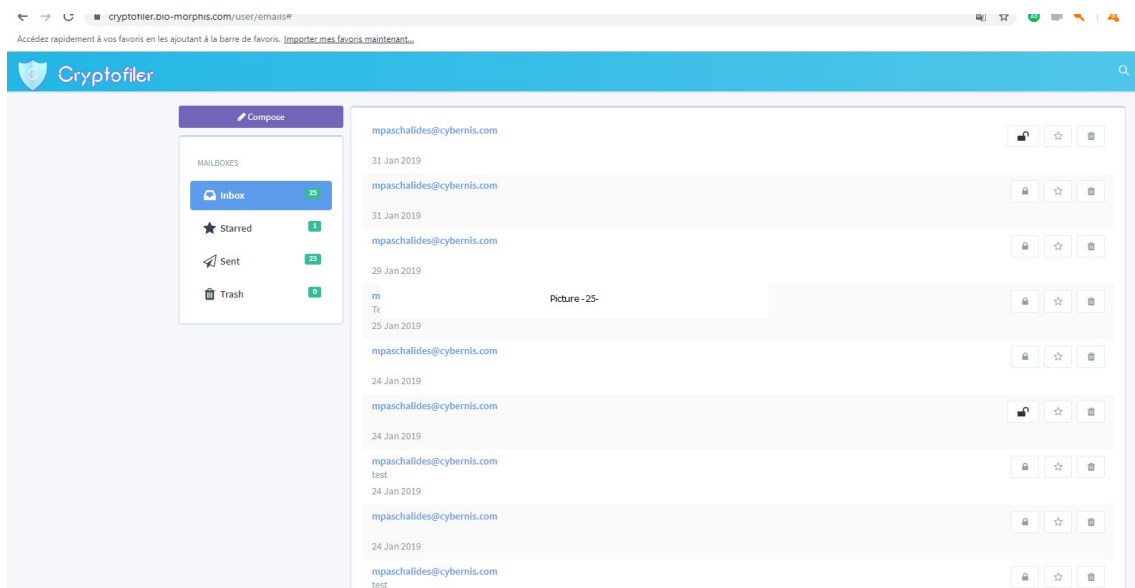 cryptofiler.bio-morphis.com/user/emails#
Accédez rapidement à vos favoris en les ajoutant à la barre de favoris. Importer mes favoris maintenant...
Cryptofiler
Compose
MAILBOXES
Inbox 25
Starred 1
Sent 23
Trash 0
mpaschalides@cybernis.com
31 Jan 2019
mpaschalides@cybernis.com
31 Jan 2019
mpaschalides@cybernis.com
29 Jan 2019
m
Picture -25-
Te
25 Jan 2019
mpaschalides@cybernis.com
24 Jan 2019
mpaschalides@cybernis.com
24 Jan 2019
mpaschalides@cybernis.com
test
24 Jan 2019
mpaschalides@cybernis.com
24 Jan 2019
mpaschalides@cybernis.com
test